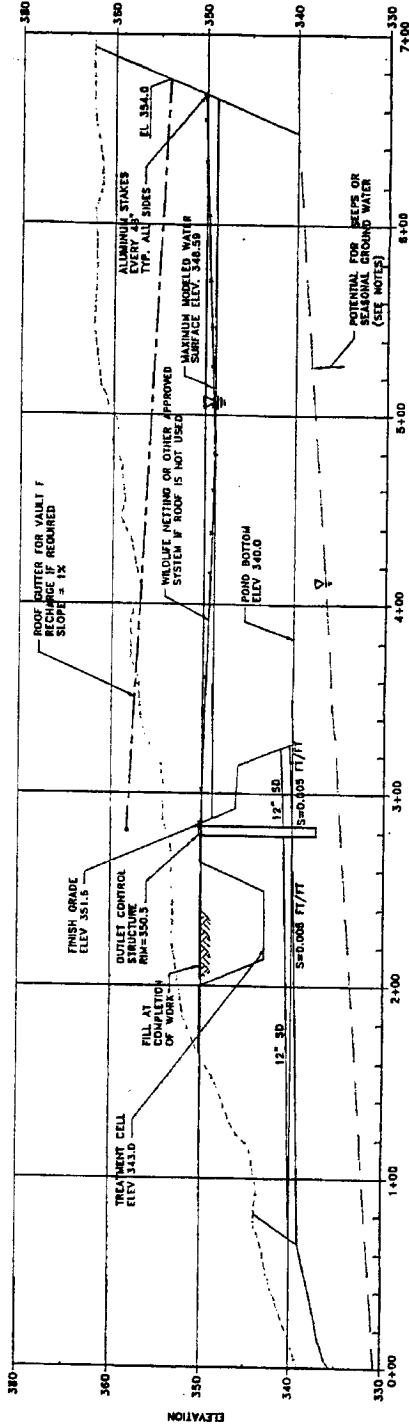 380
370
360
350
340
330
ELEVATION
0+00
1+00
2+00
3+00
4+00
5+00
6+00
7+00
380
370
360
350
340
330
TREATMENT CELL
ELEV 343.0
FILL AT
COMPLETION
OF WORK
OUTLET CONTROL
STRUCTURE
RIM=350.5
FINISH GRADE
ELEV 351.5
ROOF GUTTER FOR VAULT F
RECHARGE IF REQUIRED
SLOPE = 1%
WILDLIFE NETTING OR OTHER APPROVED
SYSTEM IF ROOF IS NOT USED
MAXIMUM MODELED WATER
SURFACE ELEV. 348.59
ALUMINUM STAKES
EVERY 48"
TYP. ALL SIDES
EL 354.0
POND BOTTOM
ELEV 340.0
POTENTIAL FOR SEEPS OR
SEASONAL GROUND WATER
(SEE NOTES)
12" SD
S=0.006 FT/FT
12" SD
S=0.005 FT/FT